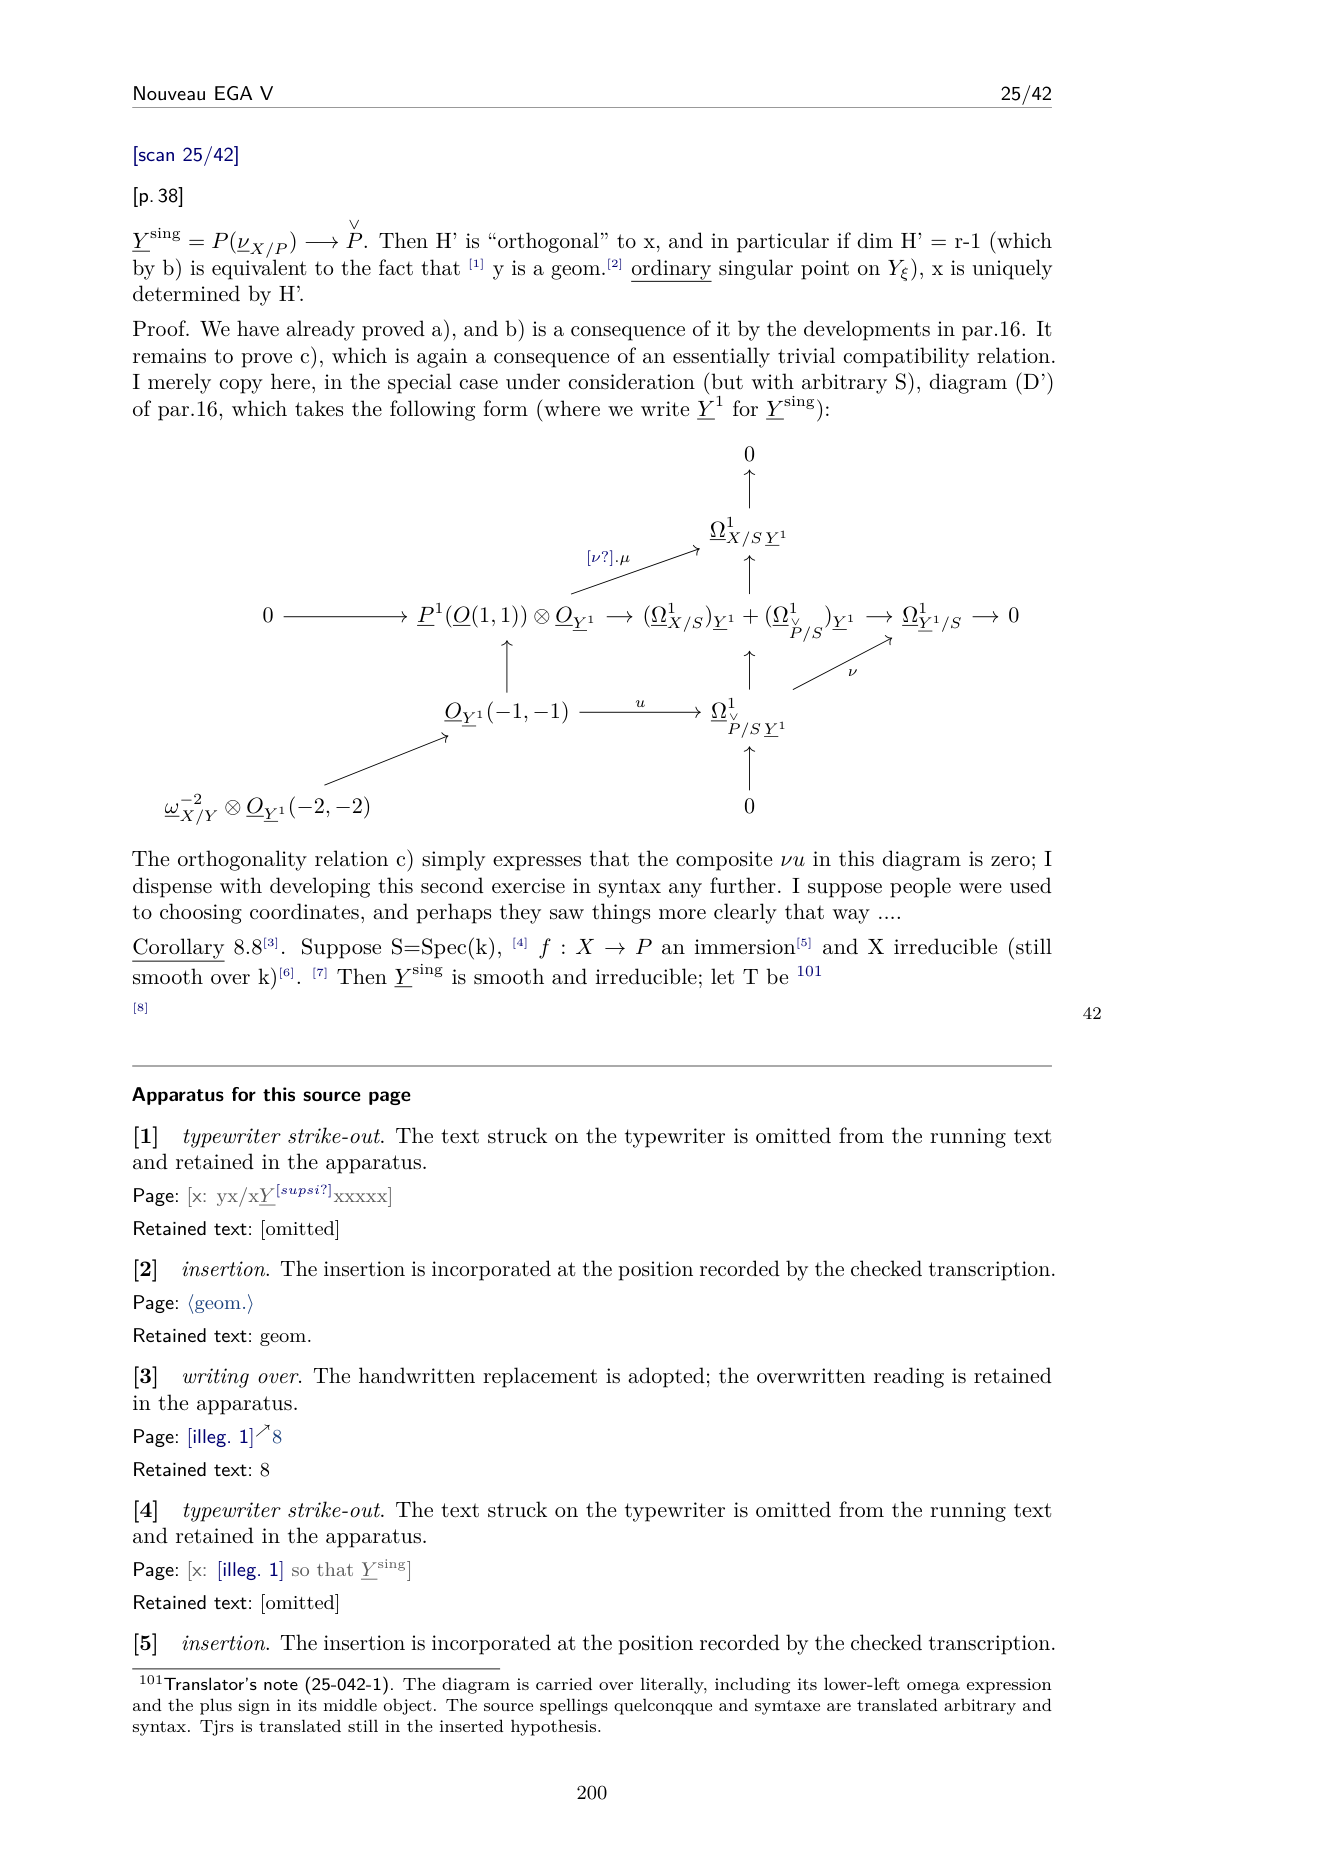 Nouveau EGA V 25/42
[scan 25/42]
[p. 38]
Y^sing = P(ν_{X/P}) ⟶ P^∨. Then H' is “orthogonal” to x, and in particular if dim H' = r-1 (which
by b) is equivalent to the fact that [1] y is a geom.[2] ordinary singular point on Y_ξ), x is uniquely
determined by H'.
Proof. We have already proved a), and b) is a consequence of it by the developments in par.16. It
remains to prove c), which is again a consequence of an essentially trivial compatibility relation.
I merely copy here, in the special case under consideration (but with arbitrary S), diagram (D')
of par.16, which takes the following form (where we write Y^1 for Y^sing):
0
Ω^1_{X/S Y^1}
[ν?].μ
0 ⟶ P^1(O(1,1)) ⊗ O_{Y^1} ⟶ (Ω^1_{X/S})_{Y^1} + (Ω^1_{P^∨/S})_{Y^1} ⟶ Ω^1_{Y^1/S} ⟶ 0
ν
O_{Y^1}(−1,−1) ⟶ u Ω^1_{P^∨/S Y^1}
ω^{−2}_{X/Y} ⊗ O_{Y^1}(−2,−2) 0
The orthogonality relation c) simply expresses that the composite νu in this diagram is zero; I
dispense with developing this second exercise in syntax any further. I suppose people were used
to choosing coordinates, and perhaps they saw things more clearly that way ....
Corollary 8.8[3]. Suppose S=Spec(k), [4] f : X → P an immersion[5] and X irreducible (still
smooth over k)[6]. [7] Then Y^sing is smooth and irreducible; let T be 101
[8] 42
Apparatus for this source page
[1] typewriter strike-out. The text struck on the typewriter is omitted from the running text
and retained in the apparatus.
Page: [x: yx/xY^[supsi?]xxxxx]
Retained text: [omitted]
[2] insertion. The insertion is incorporated at the position recorded by the checked transcription.
Page: ⟨geom.⟩
Retained text: geom.
[3] writing over. The handwritten replacement is adopted; the overwritten reading is retained
in the apparatus.
Page: [illeg. 1]↗8
Retained text: 8
[4] typewriter strike-out. The text struck on the typewriter is omitted from the running text
and retained in the apparatus.
Page: [x: [illeg. 1] so that Y^sing]
Retained text: [omitted]
[5] insertion. The insertion is incorporated at the position recorded by the checked transcription.
101 Translator's note (25-042-1). The diagram is carried over literally, including its lower-left omega expression
and the plus sign in its middle object. The source spellings quelconqque and symtaxe are translated arbitrary and
syntax. Tjrs is translated still in the inserted hypothesis.
200